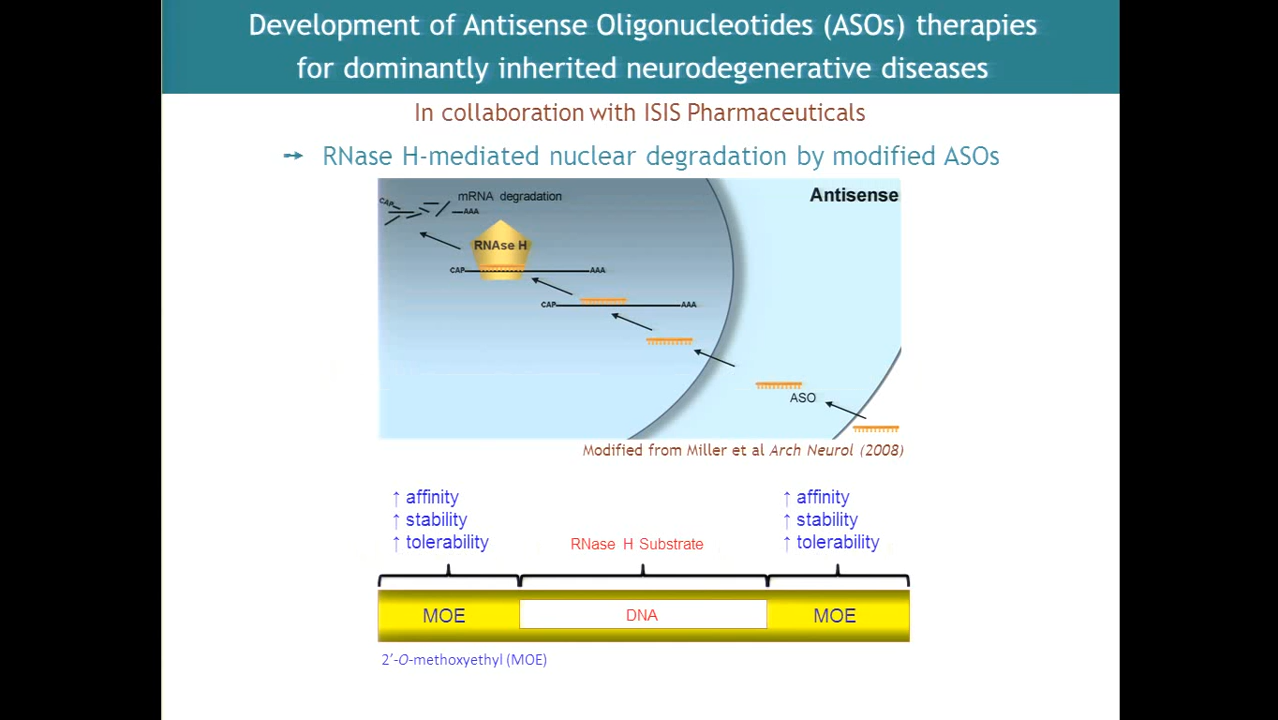 Development of Antisense Oligonucleotides (ASOs) therapies
for dominantly inherited neurodegenerative diseases
In collaboration with ISIS Pharmaceuticals
➙ RNase H-mediated nuclear degradation by modified ASOs
Antisense
mRNA degradation
CAP
AAA
RNAse H
CAP
AAA
CAP
AAA
ASO
Modified from Miller et al Arch Neurol (2008)
↑ affinity
↑ stability
↑ tolerability
RNase H Substrate
↑ affinity
↑ stability
↑ tolerability
MOE
DNA
MOE
2′-O-methoxyethyl (MOE)